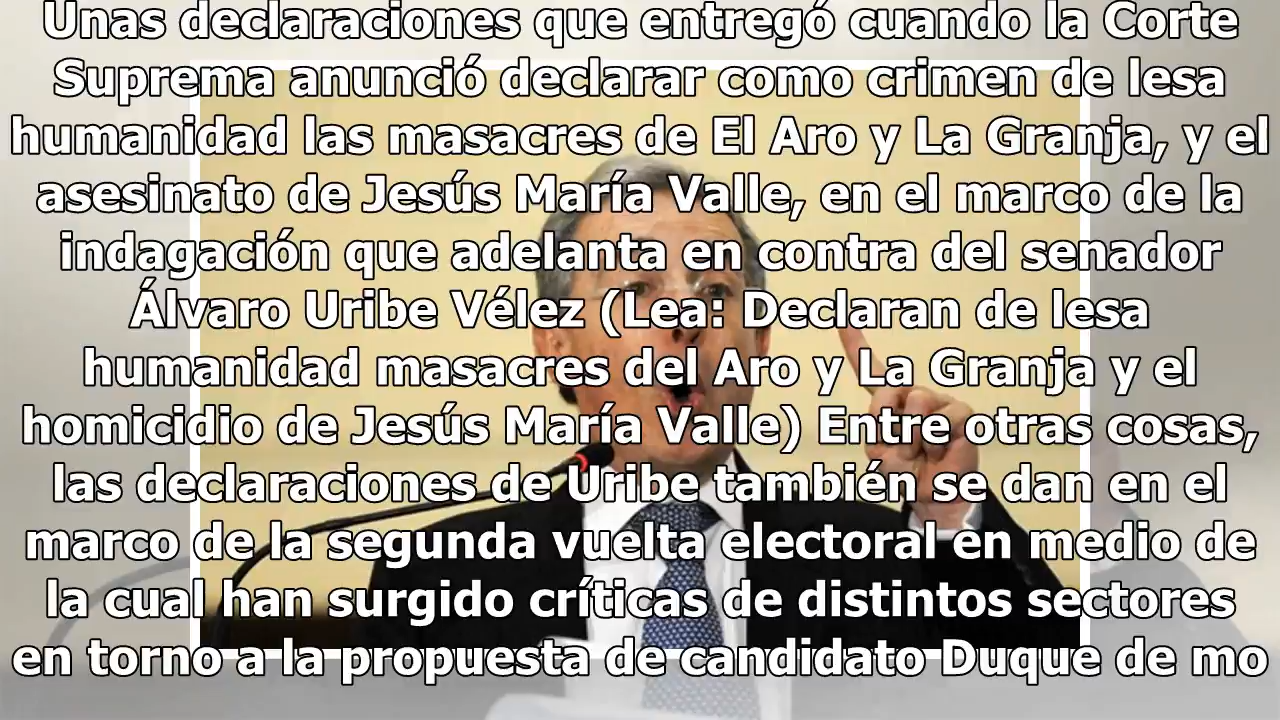 Unas declaraciones que entregó cuando la Corte
Suprema anunció declarar como crimen de lesa
humanidad las masacres de El Aro y La Granja, y el
asesinato de Jesús María Valle, en el marco de la
indagación que adelanta en contra del senador
Álvaro Uribe Vélez (Lea: Declaran de lesa
humanidad masacres del Aro y La Granja y el
homicidio de Jesús María Valle) Entre otras cosas,
las declaraciones de Uribe también se dan en el
marco de la segunda vuelta electoral en medio de
la cual han surgido críticas de distintos sectores
en torno a la propuesta de candidato Duque de mo